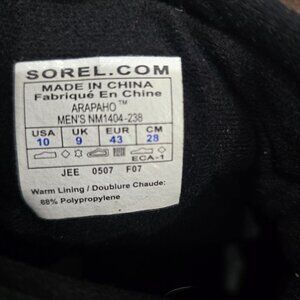 SOREL.COM
MADE IN CHINA
Fabriqué En Chine
ARAPAHO™
MEN'S NM1404-238
USA UK EUR CM
10 9 43 28
ECA-1
JEE 0507 F07
Warm Lining / Doublure Chaude:
88% Polypropylene